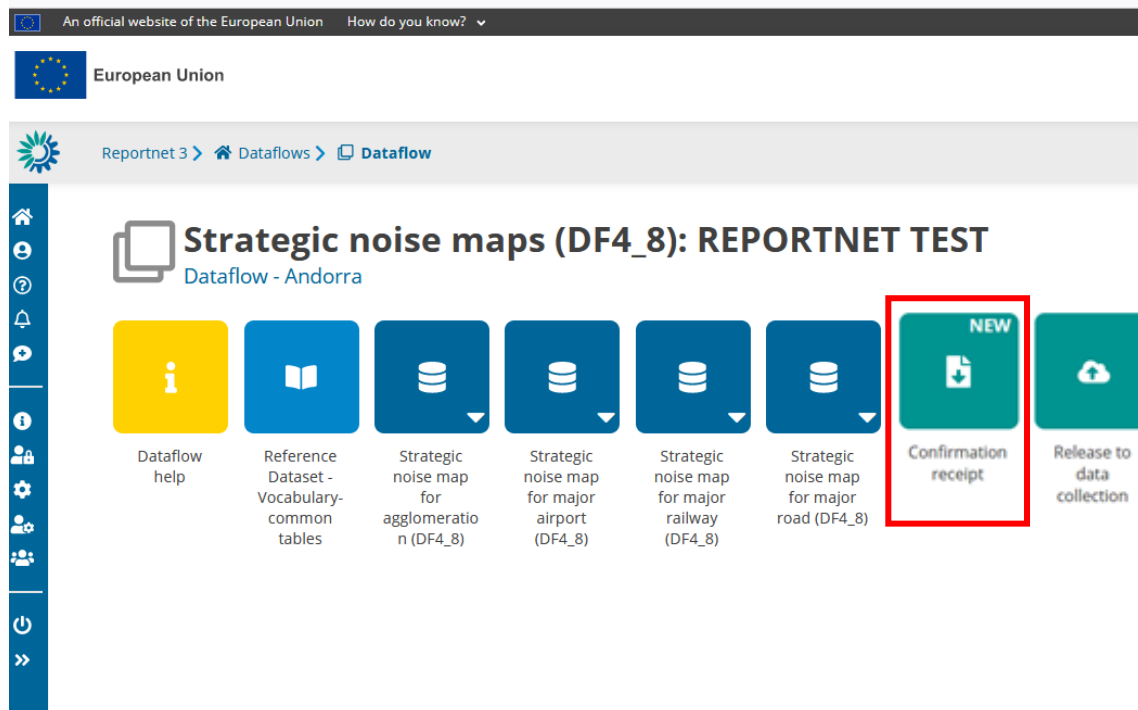 An official website of the European Union How do you know?
European Union
Reportnet 3 Dataflows Dataflow
Strategic noise maps (DF4_8): REPORTNET TEST
Dataflow - Andorra
NEW
Dataflow
help
Reference
Dataset -
Vocabulary-
common
tables
Strategic
noise map
for
agglomeratio
n (DF4_8)
Strategic
noise map
for major
airport
(DF4_8)
Strategic
noise map
for major
railway
(DF4_8)
Strategic
noise map
for major
road (DF4_8)
Confirmation
receipt
Release to
data
collection